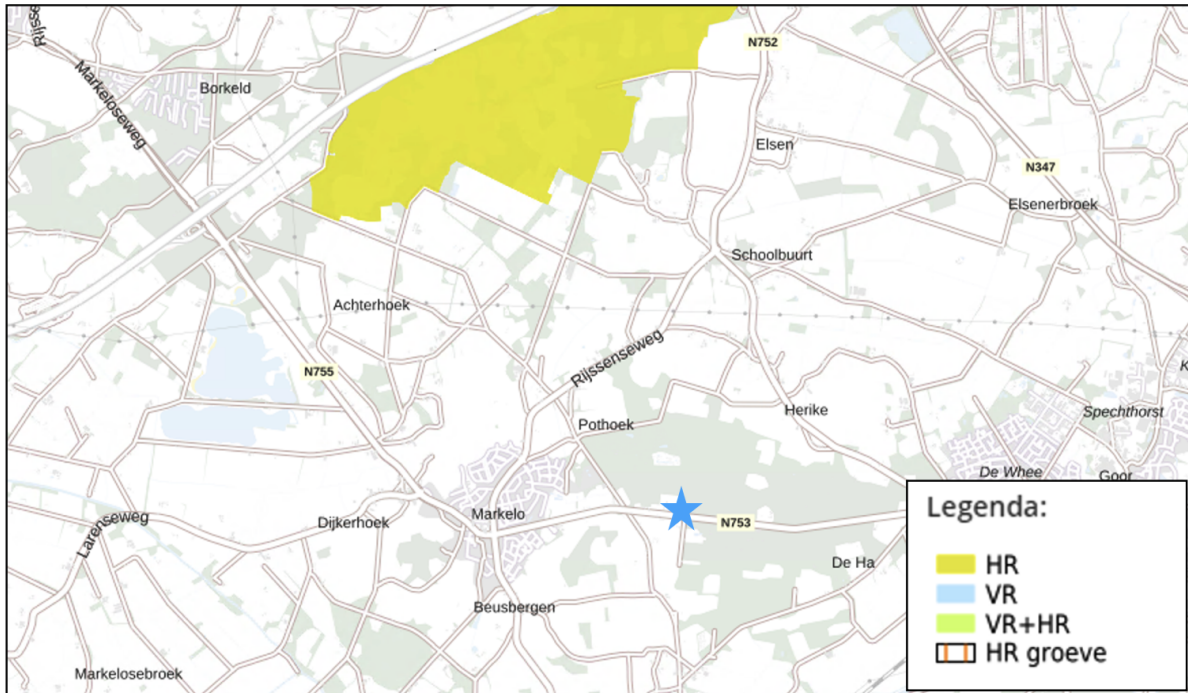 Rijsse
N752
Markeloseweg
Borkeld
Elsen
N347
Elsenerbroek
Schoolbuurt
Achterhoek
Rijssenseweg
N755
K
Herike
Spechthorst
Pothoek
De Whee
Goor
Markelo
Larenseweg
Dijkerhoek
N753
De Ha
Beusbergen
Markelosebroek
Legenda:
HR
VR
VR+HR
HR groeve